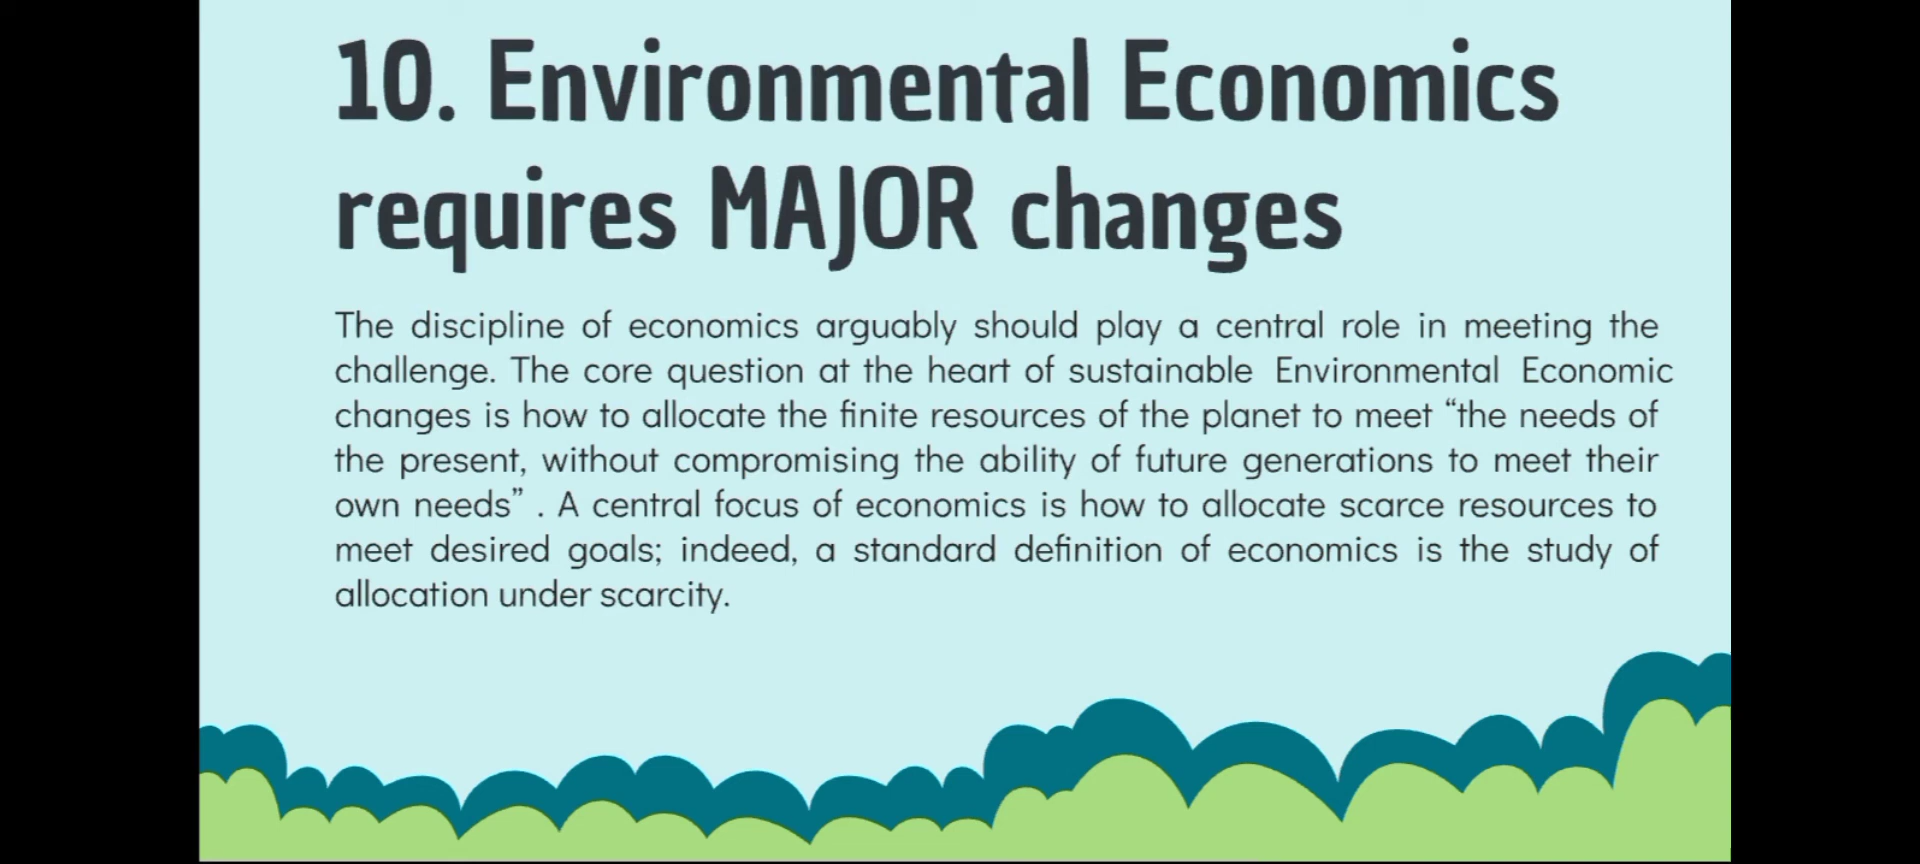 10. Environmental Economics
requires MAJOR changes
The discipline of economics arguably should play a central role in meeting the
challenge. The core question at the heart of sustainable Environmental Economic
changes is how to allocate the finite resources of the planet to meet “the needs of
the present, without compromising the ability of future generations to meet their
own needs” . A central focus of economics is how to allocate scarce resources to
meet desired goals; indeed, a standard definition of economics is the study of
allocation under scarcity.